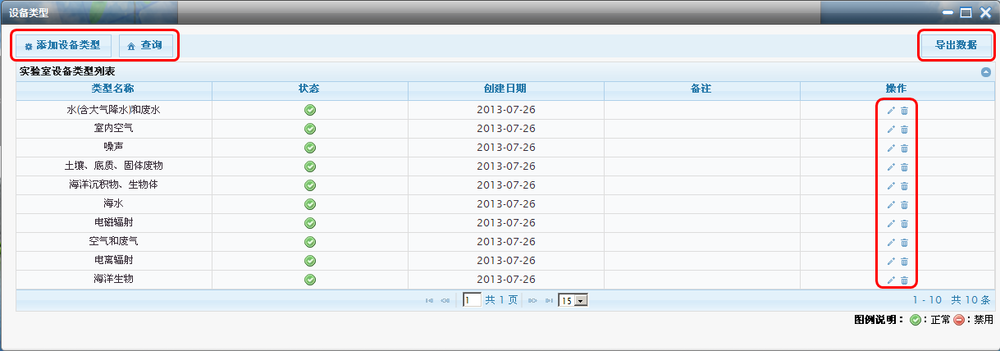 设备类型
添加设备类型 查询 导出数据
实验室设备类型列表
类型名称 状态 创建日期 备注 操作
水(含大气降水)和废水 2013-07-26
室内空气 2013-07-26
噪声 2013-07-26
土壤、底质、固体废物 2013-07-26
海洋沉积物、生物体 2013-07-26
海水 2013-07-26
电磁辐射 2013-07-26
空气和废气 2013-07-26
电离辐射 2013-07-26
海洋生物 2013-07-26
1 共 1 页 15 1 - 10 共 10 条
图例说明： ：正常 ：禁用